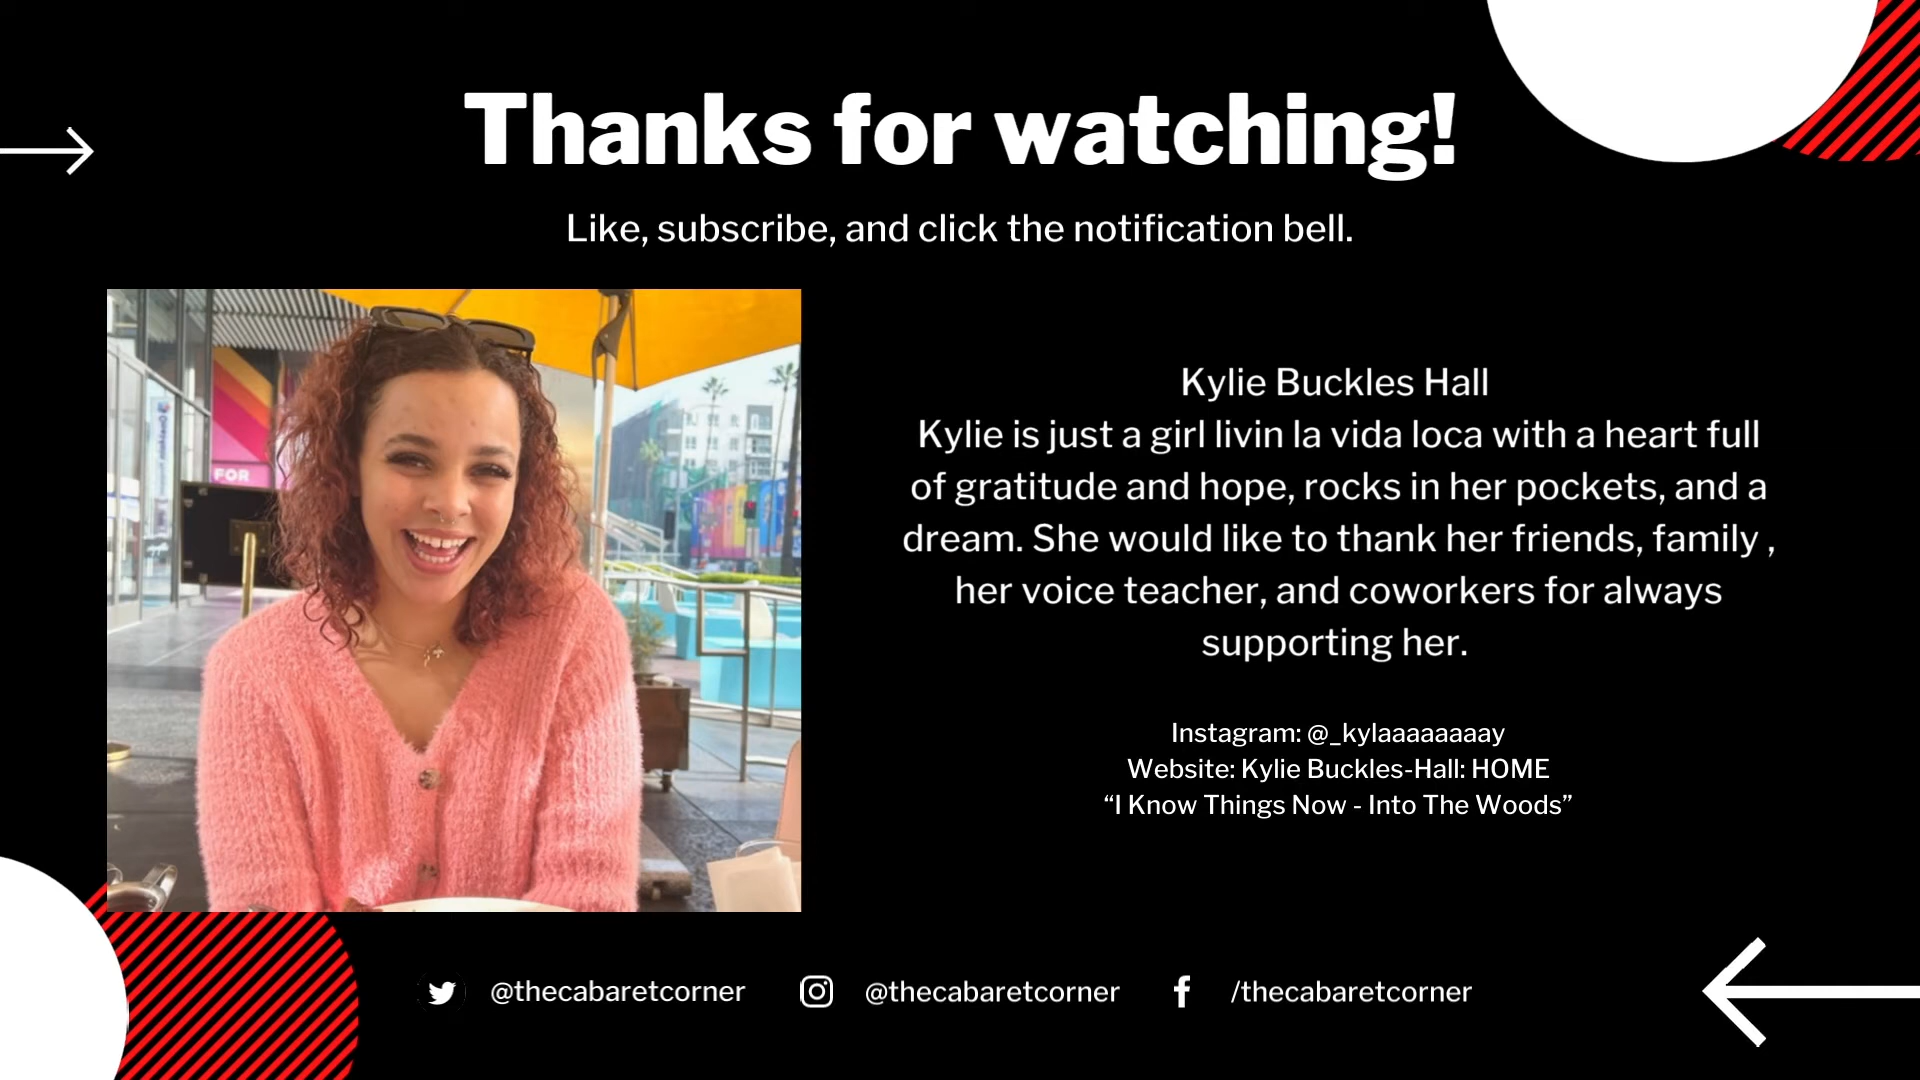 Thanks for watching!
Like, subscribe, and click the notification bell.
FOR
Kylie Buckles Hall
Kylie is just a girl livin la vida loca with a heart full
of gratitude and hope, rocks in her pockets, and a
dream. She would like to thank her friends, family ,
her voice teacher, and coworkers for always
supporting her.
Instagram: @_kylaaaaaaaay
Website: Kylie Buckles-Hall: HOME
“I Know Things Now - Into The Woods”
@thecabaretcorner @thecabaretcorner /thecabaretcorner